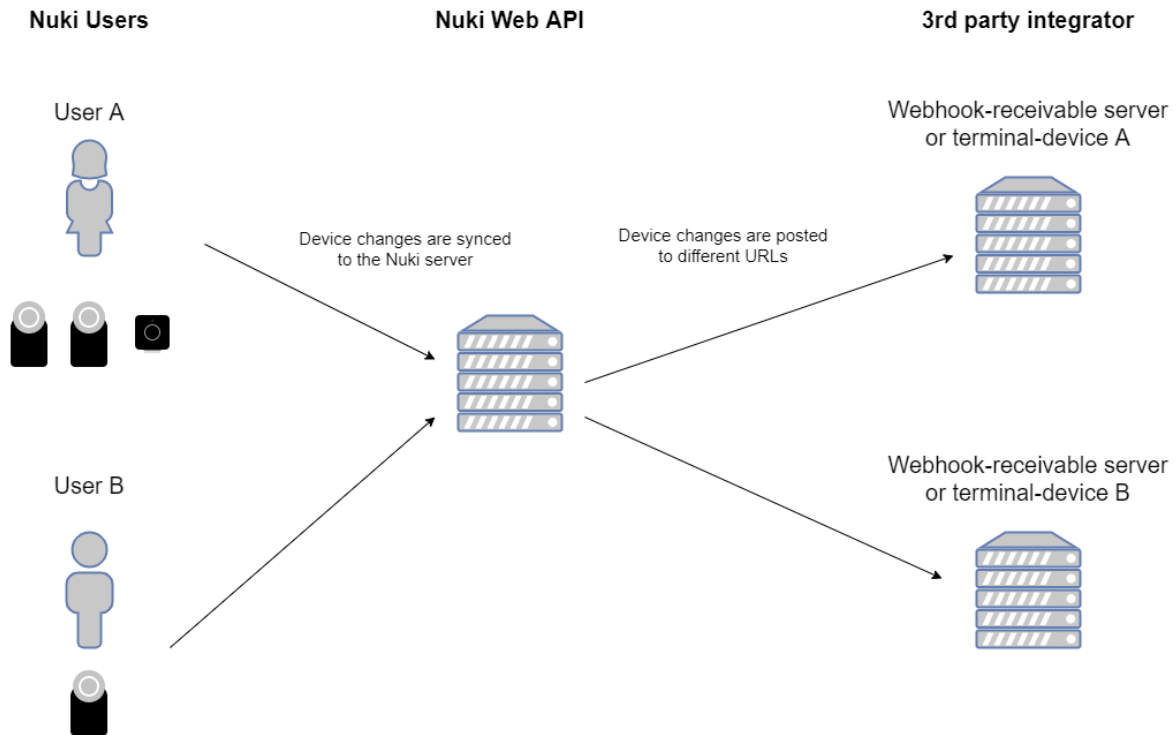 Nuki Users
Nuki Web API
3rd party integrator
User A
Webhook-receivable server
or terminal-device A
Device changes are synced
to the Nuki server
Device changes are posted
to different URLs
User B
Webhook-receivable server
or terminal-device B